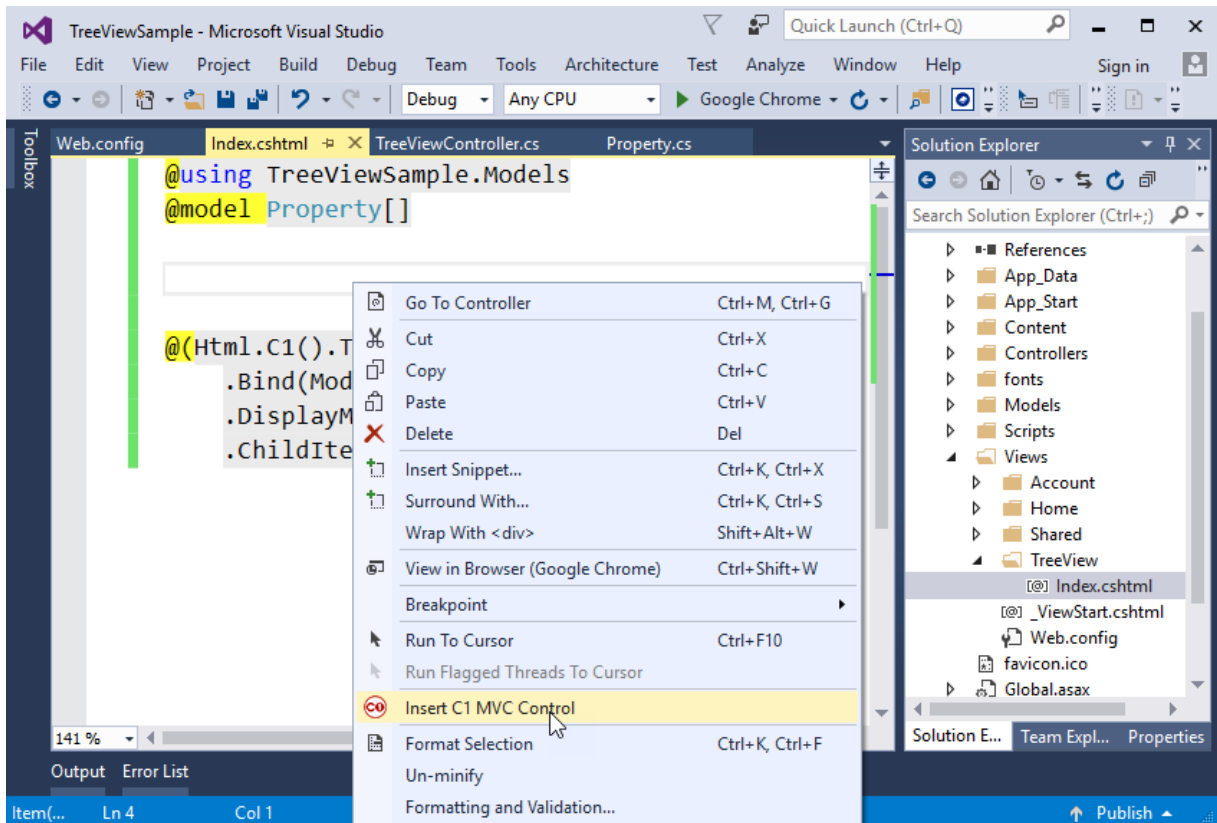 TreeViewSample - Microsoft Visual Studio
Quick Launch (Ctrl+Q)
File Edit View Project Build Debug Team Tools Architecture Test Analyze Window Help Sign in
Debug Any CPU Google Chrome
Toolbox
Web.config Index.cshtml TreeViewController.cs Property.cs
@using TreeViewSample.Models
@model Property[]
@(Html.C1().T
.Bind(Mod
.DisplayM
.ChildIte
Go To Controller Ctrl+M, Ctrl+G
Cut Ctrl+X
Copy Ctrl+C
Paste Ctrl+V
Delete Del
Insert Snippet... Ctrl+K, Ctrl+X
Surround With... Ctrl+K, Ctrl+S
Wrap With <div> Shift+Alt+W
View in Browser (Google Chrome) Ctrl+Shift+W
Breakpoint
Run To Cursor Ctrl+F10
Run Flagged Threads To Cursor
Insert C1 MVC Control
Format Selection Ctrl+K, Ctrl+F
Un-minify
Formatting and Validation...
Solution Explorer
Search Solution Explorer (Ctrl+;)
References
App_Data
App_Start
Content
Controllers
fonts
Models
Scripts
Views
Account
Home
Shared
TreeView
[@] Index.cshtml
[@] _ViewStart.cshtml
Web.config
favicon.ico
Global.asax
141 %
Solution E... Team Expl... Properties
Output Error List
Item(... Ln 4 Col 1 Publish